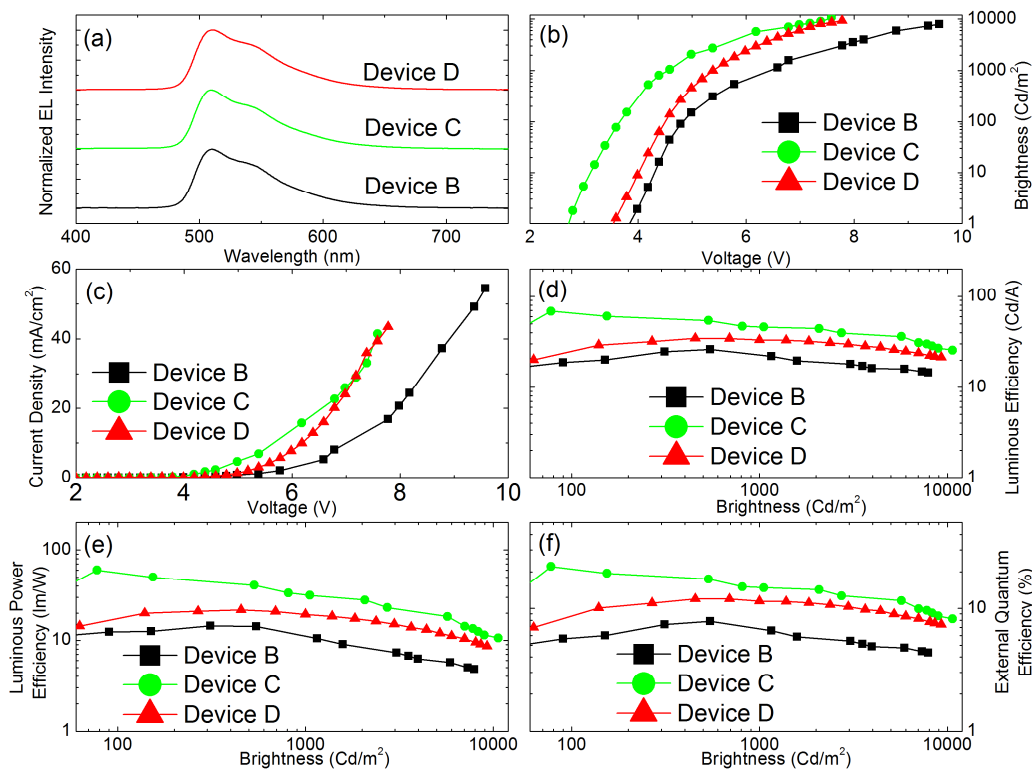 (a)
Normalized EL Intensity
Device D
Device C
Device B
400 500 600 700
Wavelength (nm)
(b)
10000
1000
100
10
1
Brightness (Cd/m²)
Device B
Device C
Device D
2 4 6 8 10
Voltage (V)
(c)
Current Density (mA/cm²)
60
40
20
0
Device B
Device C
Device D
2 4 6 8 10
Voltage (V)
(d)
100
10
1
Luminous Efficiency (Cd/A)
Device B
Device C
Device D
100 1000 10000
Brightness (Cd/m²)
(e)
Luminous Power
Efficiency (m/W)
100
10
1
Device B
Device C
Device D
100 1000 10000
Brightness (Cd/m²)
(f)
10
1
External Quantum
Efficiency (%)
Device B
Device C
Device D
100 1000 10000
Brightness (Cd/m²)